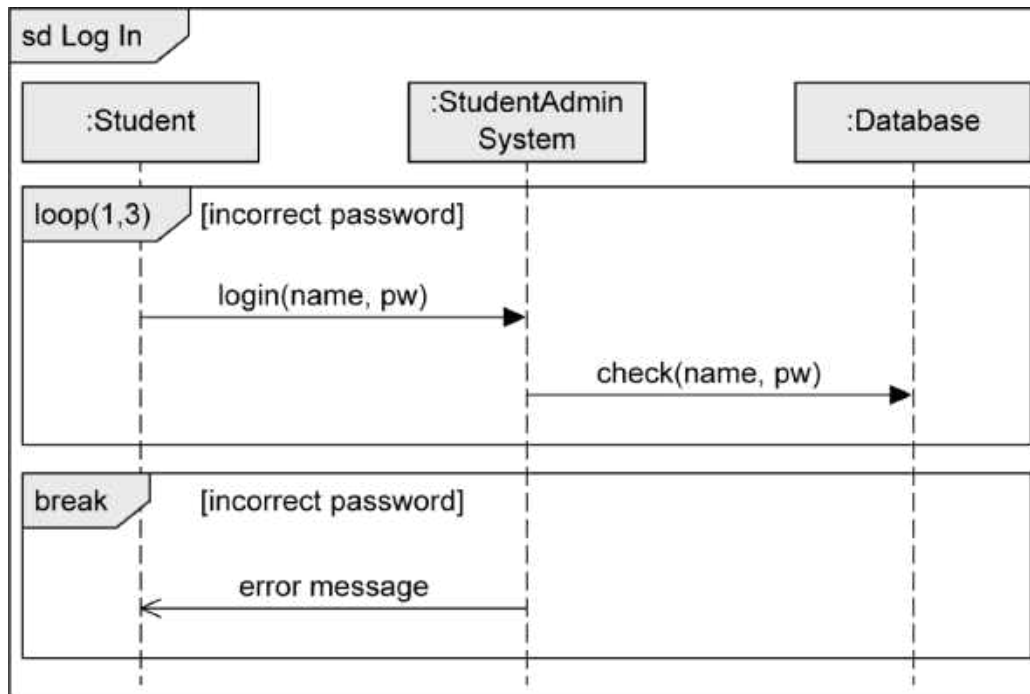 sd Log In
:Student
:StudentAdmin
System
:Database
loop(1,3) [incorrect password]
login(name, pw)
check(name, pw)
break [incorrect password]
error message